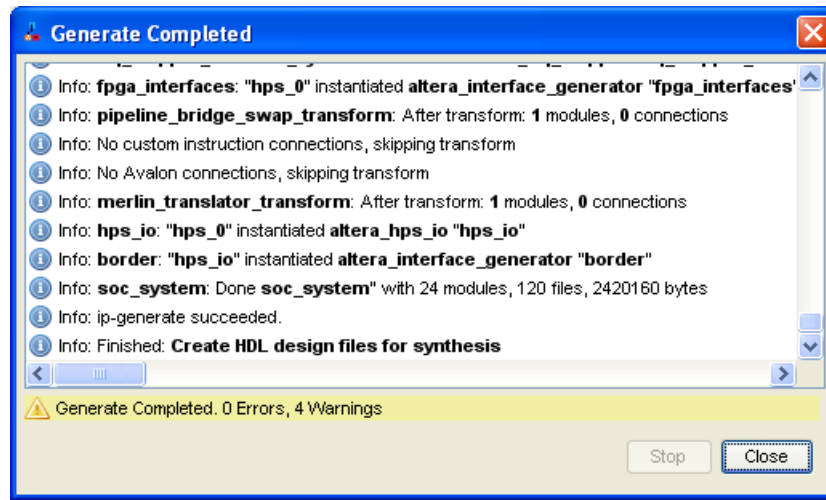 Generate Completed
Info: fpga_interfaces: "hps_0" instantiated altera_interface_generator "fpga_interfaces"
Info: pipeline_bridge_swap_transform: After transform: 1 modules, 0 connections
Info: No custom instruction connections, skipping transform
Info: No Avalon connections, skipping transform
Info: merlin_translator_transform: After transform: 1 modules, 0 connections
Info: hps_io: "hps_0" instantiated altera_hps_io "hps_io"
Info: border: "hps_io" instantiated altera_interface_generator "border"
Info: soc_system: Done soc_system" with 24 modules, 120 files, 2420160 bytes
Info: ip-generate succeeded.
Info: Finished: Create HDL design files for synthesis
Generate Completed. 0 Errors, 4 Warnings
Stop
Close